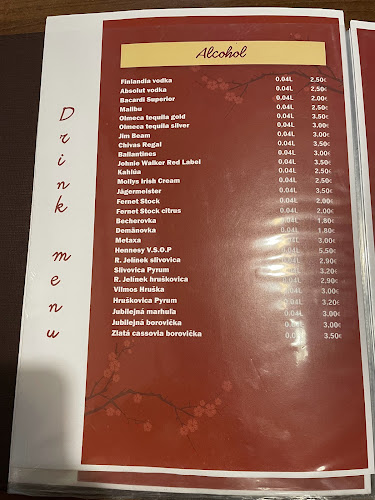 Drink menu
Alcohol
Finlandia vodka 0.04L 2,50€
Absolut vodka 0.04L 2,50€
Bacardi Superior 0.04L 2,00€
Malibu 0.04L 2,50€
Olmeca tequila gold 0.04L 3,50€
Olmeca tequila silver 0.04L 3,00€
Jim Beam 0.04L 3,00€
Chivas Regal 0.04L 3,50€
Ballantines 0.04L 3,00€
Johnie Walker Red Label 0.04L 3,50€
Kahlúa 0.04L 2,50€
Mollys Irish Cream 0.04L 2,50€
Jägermeister 0.04L 3,50€
Fernet Stock 0.04L 2,00€
Fernet Stock citrus 0.04L 2,00€
Becherovka 0.04L 1,80€
Demänovka 0.04L 1,80€
Metaxa 0.04L 3,00€
Hennesy V.S.O.P 0.04L 5,50€
R. Jelínek slivovica 0.04L 2,90€
Slivovica Pyrum 0.04L 3,20€
R. Jelínek hruškovica 0.04L 2,90€
Vilmos Hruška 0.04L 3,00€
Hruškovica Pyrum 0.04L 3,20€
Jubilejná marhuľa 0.04L 3,00€
Jubilejná borovička 0.04L 3,00€
Zlatá cassovia borovička 0.04L 3.50€